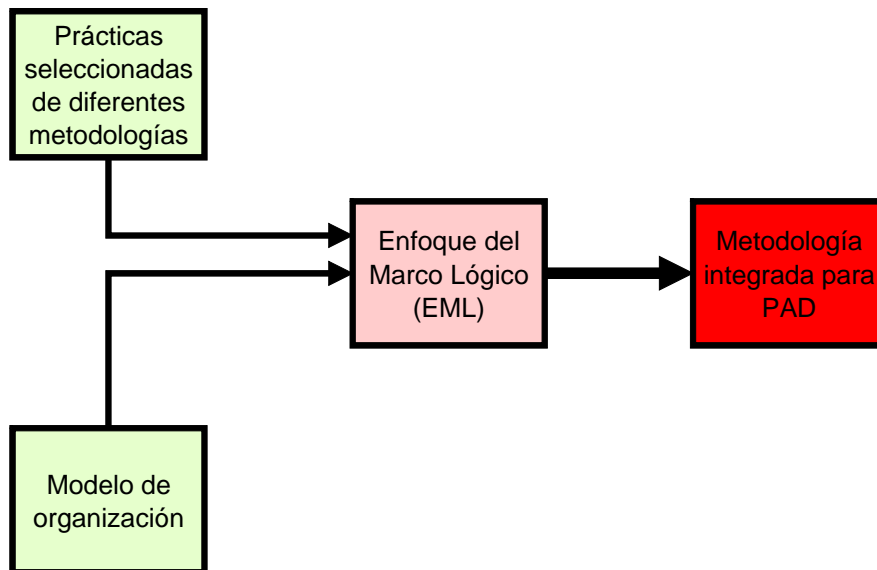 Prácticas
seleccionadas
de diferentes
metodologías
Enfoque del
Marco Lógico
(EML)
Metodología
integrada para
PAD
Modelo de
organización